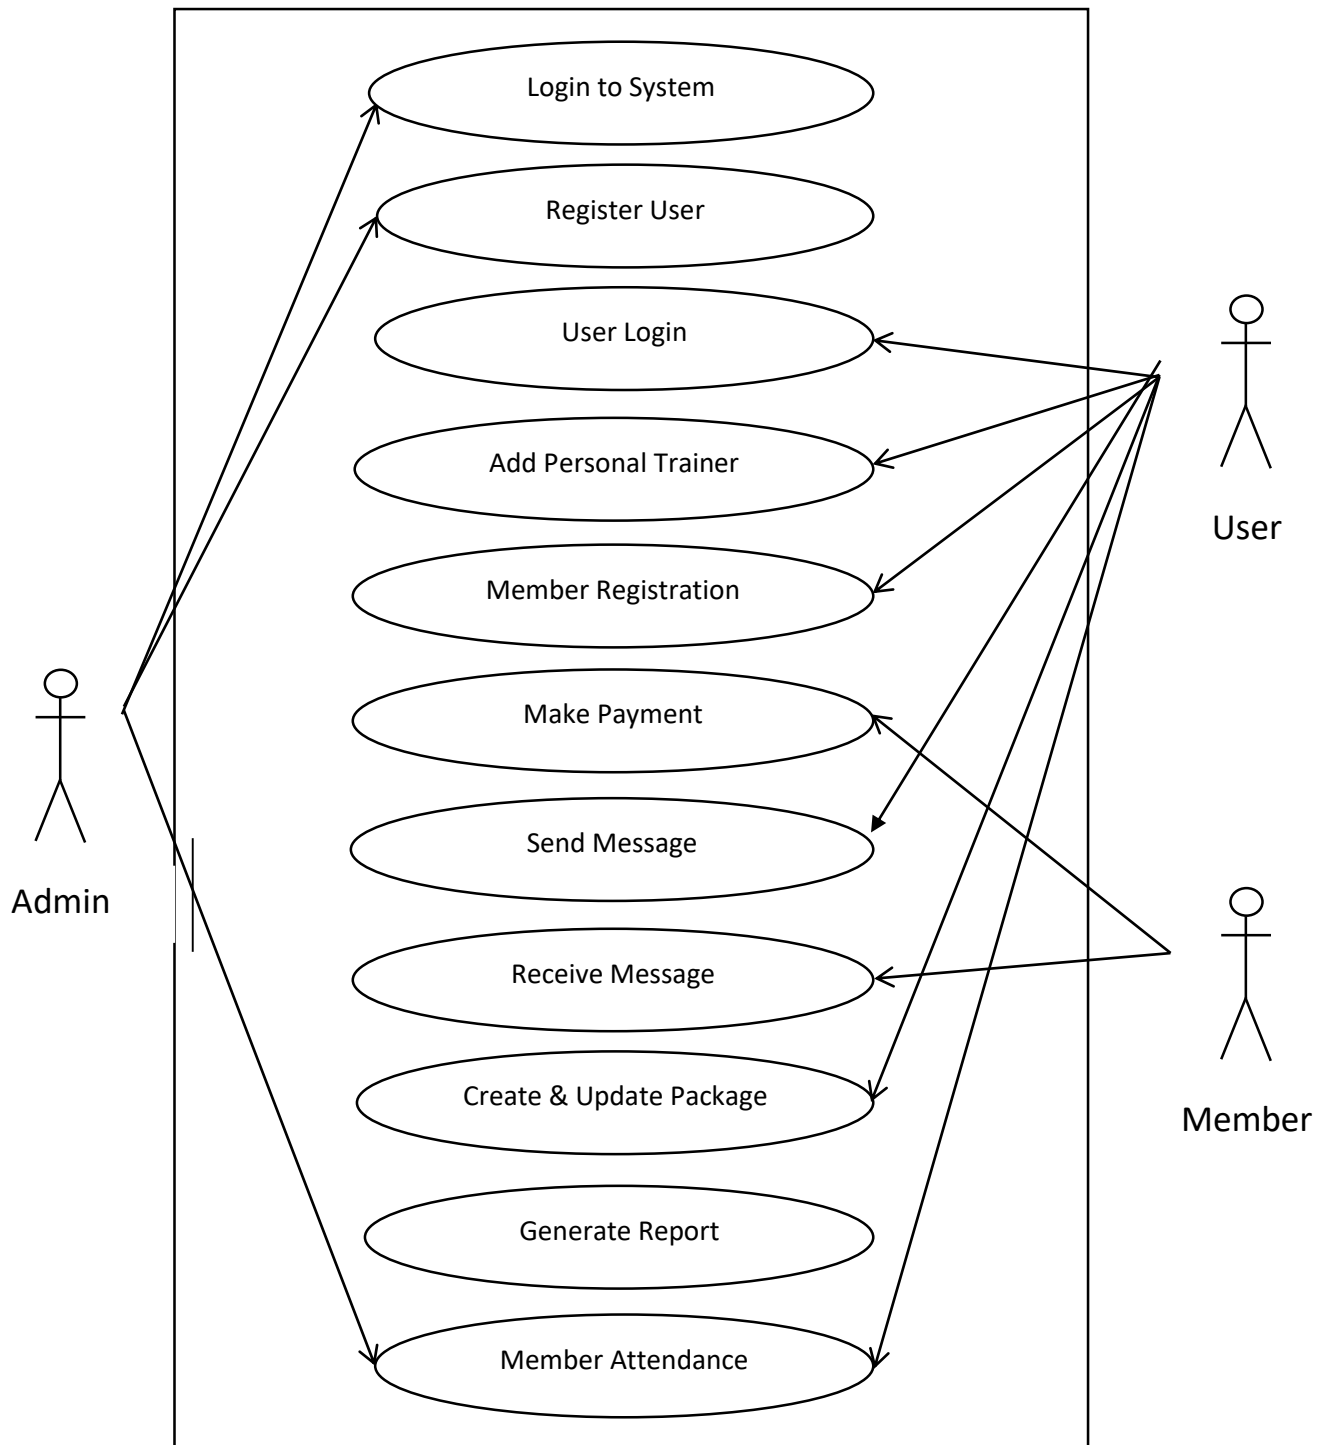 Login to System
Register User
User Login
Add Personal Trainer
User
Member Registration
Make Payment
Send Message
Admin
Receive Message
Create & Update Package
Member
Generate Report
Member Attendance